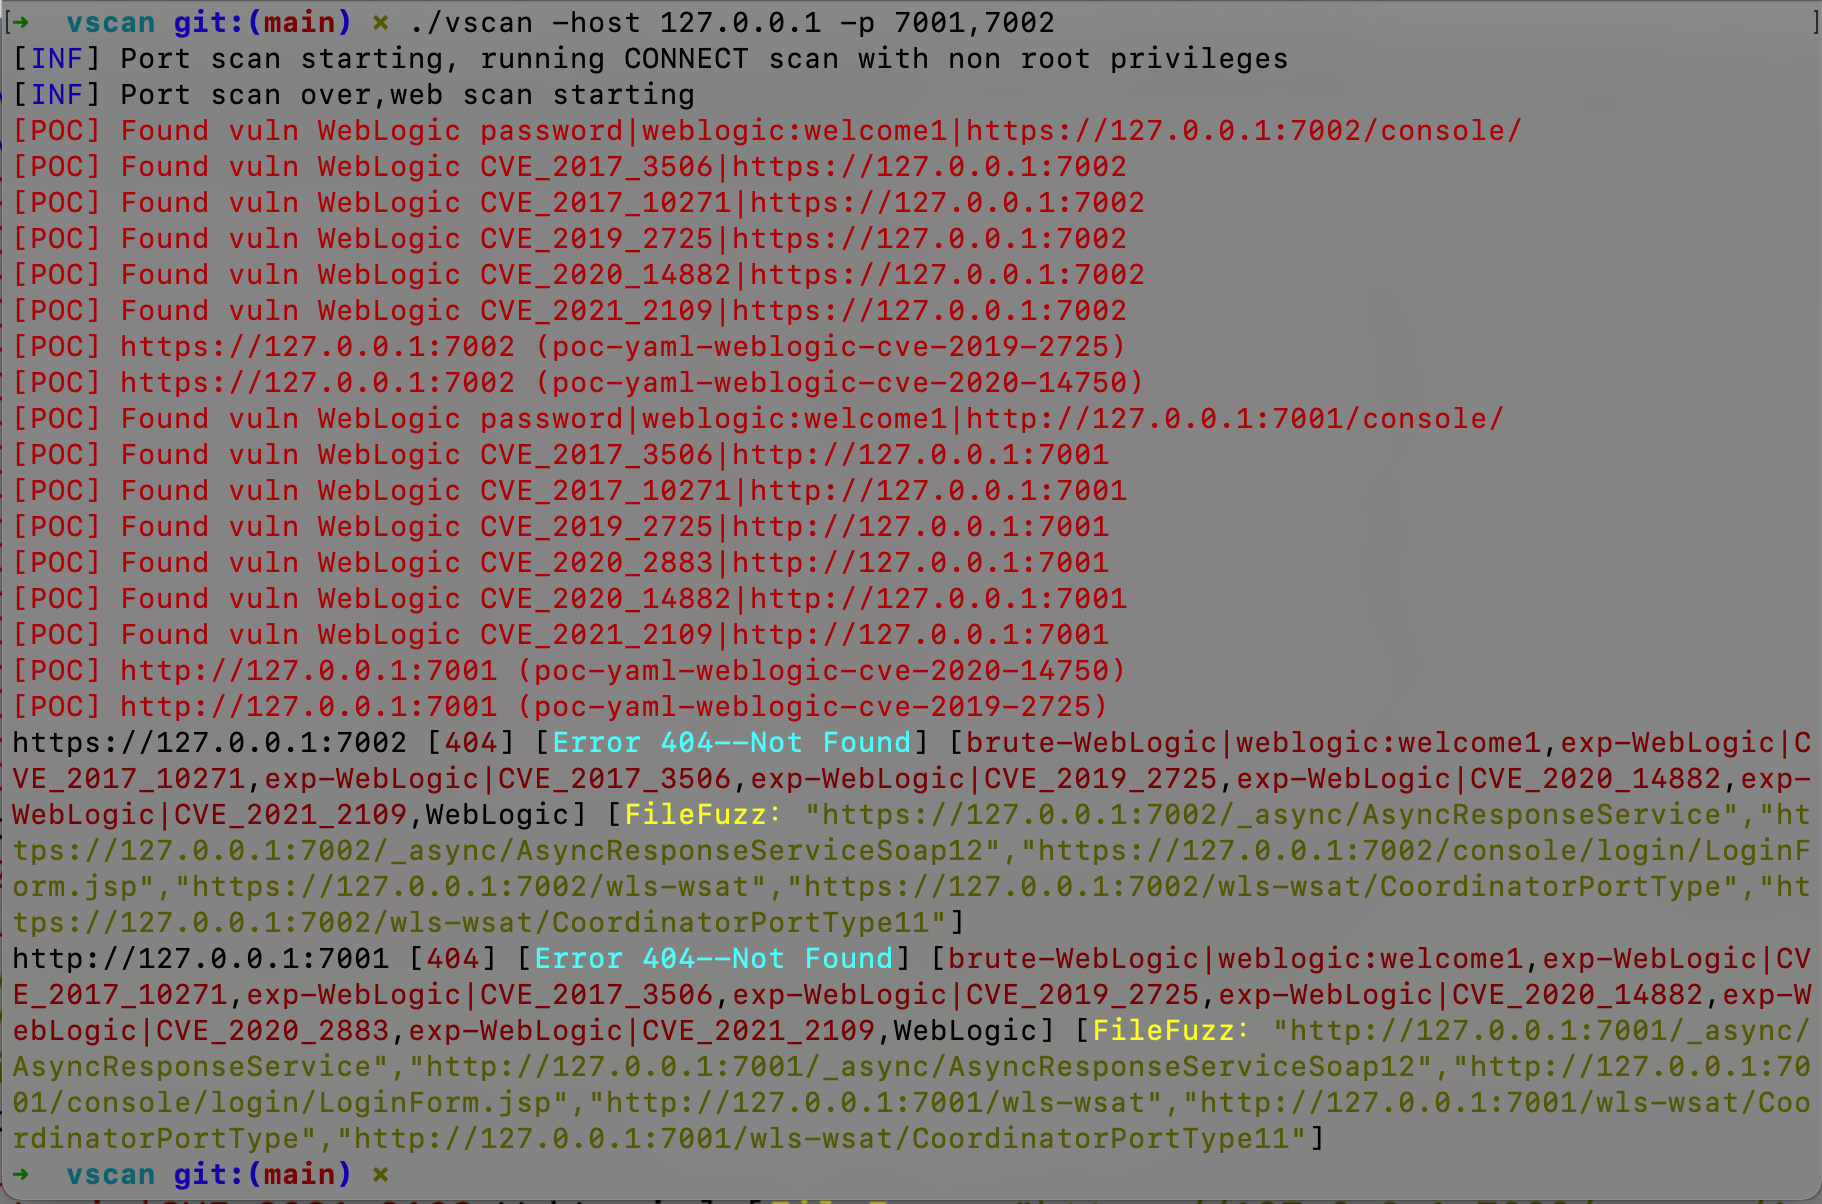 [➜  vscan git:(main) ✗ ./vscan -host 127.0.0.1 -p 7001,7002 ]
[INF] Port scan starting, running CONNECT scan with non root privileges
[INF] Port scan over,web scan starting
[POC] Found vuln WebLogic password|weblogic:welcome1|https://127.0.0.1:7002/console/
[POC] Found vuln WebLogic CVE_2017_3506|https://127.0.0.1:7002
[POC] Found vuln WebLogic CVE_2017_10271|https://127.0.0.1:7002
[POC] Found vuln WebLogic CVE_2019_2725|https://127.0.0.1:7002
[POC] Found vuln WebLogic CVE_2020_14882|https://127.0.0.1:7002
[POC] Found vuln WebLogic CVE_2021_2109|https://127.0.0.1:7002
[POC] https://127.0.0.1:7002 (poc-yaml-weblogic-cve-2019-2725)
[POC] https://127.0.0.1:7002 (poc-yaml-weblogic-cve-2020-14750)
[POC] Found vuln WebLogic password|weblogic:welcome1|http://127.0.0.1:7001/console/
[POC] Found vuln WebLogic CVE_2017_3506|http://127.0.0.1:7001
[POC] Found vuln WebLogic CVE_2017_10271|http://127.0.0.1:7001
[POC] Found vuln WebLogic CVE_2019_2725|http://127.0.0.1:7001
[POC] Found vuln WebLogic CVE_2020_2883|http://127.0.0.1:7001
[POC] Found vuln WebLogic CVE_2020_14882|http://127.0.0.1:7001
[POC] Found vuln WebLogic CVE_2021_2109|http://127.0.0.1:7001
[POC] http://127.0.0.1:7001 (poc-yaml-weblogic-cve-2020-14750)
[POC] http://127.0.0.1:7001 (poc-yaml-weblogic-cve-2019-2725)
https://127.0.0.1:7002 [404] [Error 404--Not Found] [brute-WebLogic|weblogic:welcome1,exp-WebLogic|C
VE_2017_10271,exp-WebLogic|CVE_2017_3506,exp-WebLogic|CVE_2019_2725,exp-WebLogic|CVE_2020_14882,exp-
WebLogic|CVE_2021_2109,WebLogic] [FileFuzz: "https://127.0.0.1:7002/_async/AsyncResponseService","ht
tps://127.0.0.1:7002/_async/AsyncResponseServiceSoap12","https://127.0.0.1:7002/console/login/LoginF
orm.jsp","https://127.0.0.1:7002/wls-wsat","https://127.0.0.1:7002/wls-wsat/CoordinatorPortType","ht
tps://127.0.0.1:7002/wls-wsat/CoordinatorPortType11"]
http://127.0.0.1:7001 [404] [Error 404--Not Found] [brute-WebLogic|weblogic:welcome1,exp-WebLogic|CV
E_2017_10271,exp-WebLogic|CVE_2017_3506,exp-WebLogic|CVE_2019_2725,exp-WebLogic|CVE_2020_14882,exp-W
ebLogic|CVE_2020_2883,exp-WebLogic|CVE_2021_2109,WebLogic] [FileFuzz: "http://127.0.0.1:7001/_async/
AsyncResponseService","http://127.0.0.1:7001/_async/AsyncResponseServiceSoap12","http://127.0.0.1:70
01/console/login/LoginForm.jsp","http://127.0.0.1:7001/wls-wsat","http://127.0.0.1:7001/wls-wsat/Coo
rdinatorPortType","http://127.0.0.1:7001/wls-wsat/CoordinatorPortType11"]
➜  vscan git:(main) ✗